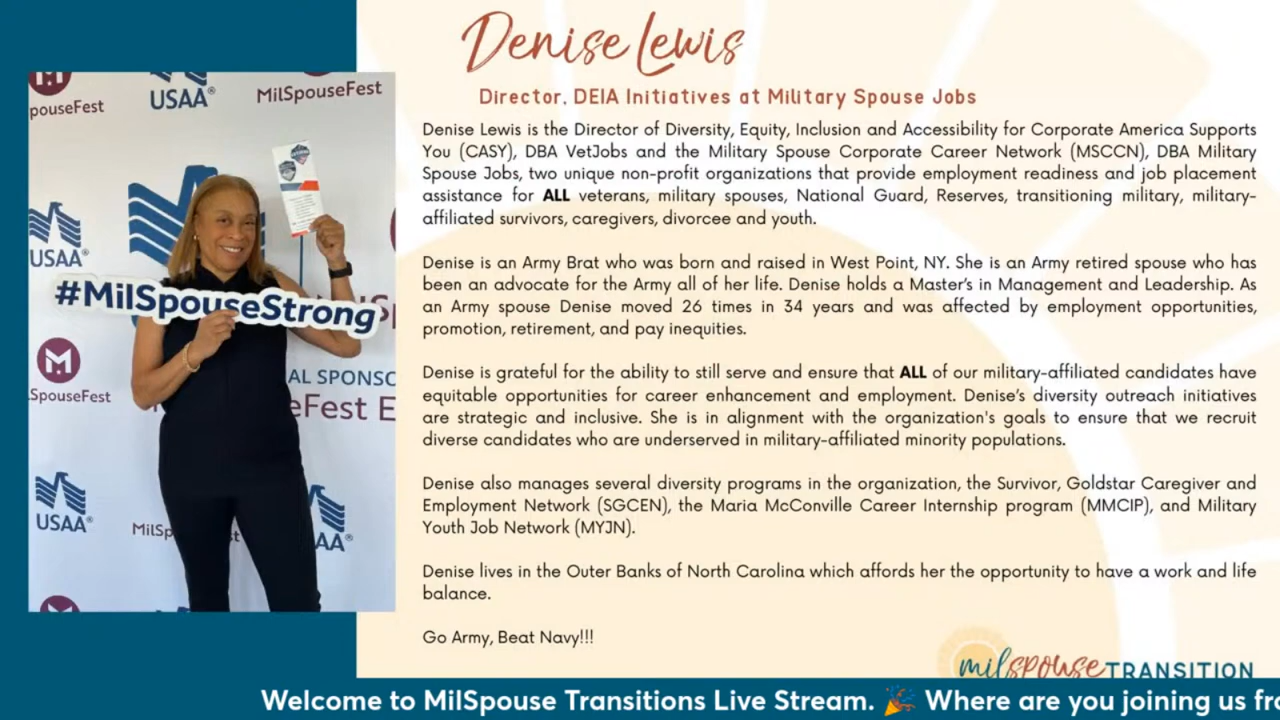 Denise Lewis
Director, DEIA Initiatives at Military Spouse Jobs
Denise Lewis is the Director of Diversity, Equity, Inclusion and Accessibility for Corporate America Supports
You (CASY), DBA VetJobs and the Military Spouse Corporate Career Network (MSCCN), DBA Military
Spouse Jobs, two unique non-profit organizations that provide employment readiness and job placement
assistance for ALL veterans, military spouses, National Guard, Reserves, transitioning military, military-
affiliated survivors, caregivers, divorcee and youth.
Denise is an Army Brat who was born and raised in West Point, NY. She is an Army retired spouse who has
been an advocate for the Army all of her life. Denise holds a Master's in Management and Leadership. As
an Army spouse Denise moved 26 times in 34 years and was affected by employment opportunities,
promotion, retirement, and pay inequities.
Denise is grateful for the ability to still serve and ensure that ALL of our military-affiliated candidates have
equitable opportunities for career enhancement and employment. Denise's diversity outreach initiatives
are strategic and inclusive. She is in alignment with the organization's goals to ensure that we recruit
diverse candidates who are underserved in military-affiliated minority populations.
Denise also manages several diversity programs in the organization, the Survivor, Goldstar Caregiver and
Employment Network (SGCEN), the Maria McConville Career Internship program (MMCIP), and Military
Youth Job Network (MYJN).
Denise lives in the Outer Banks of North Carolina which affords her the opportunity to have a work and life
balance.
Go Army, Beat Navy!!!
milspouse TRANSITION
pouseFest
USAA®
MilSpouseFest
USAA®
#MilSpouseStrong
M
SpouseFest
AL SPONSO
eFest E
USAA®
MilSp
st
AA®
Welcome to MilSpouse Transitions Live Stream. 🎉 Where are you joining us fro